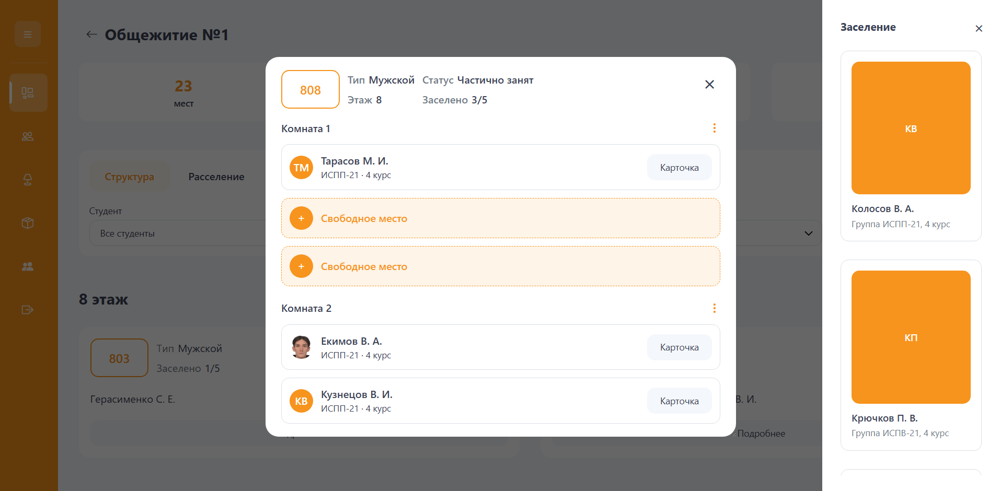 Общежитие №1
23
мест
Структура
Расселение
Студент
Все студенты
8 этаж
803
Тип Мужской
Заселено 1/5
Герасименко С. Е.
В. И.
Подробнее
808
Тип Мужской Статус Частично занят
Этаж 8 Заселено 3/5
Комната 1
ТМ
Тарасов М. И.
ИСПП-21 · 4 курс
Карточка
+
Свободное место
+
Свободное место
Комната 2
Екимов В. А.
ИСПП-21 · 4 курс
Карточка
КВ
Кузнецов В. И.
ИСПП-21 · 4 курс
Карточка
Заселение
КВ
Колосов В. А.
Группа ИСПП-21, 4 курс
КП
Крючков П. В.
Группа ИСПВ-21, 4 курс